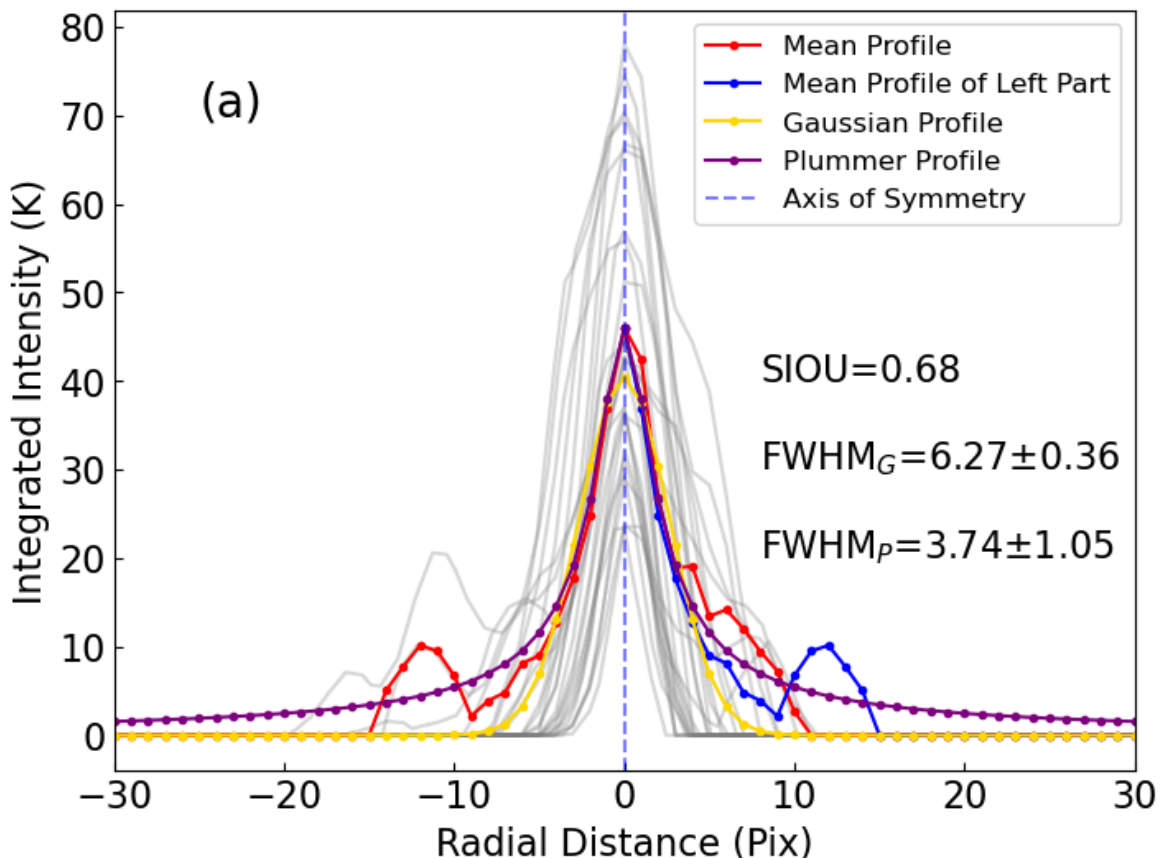 (a)
Mean Profile
Mean Profile of Left Part
Gaussian Profile
Plummer Profile
Axis of Symmetry
SIOU=0.68
FWHM_G=6.27±0.36
FWHM_P=3.74±1.05
Integrated Intensity (K)
80
70
60
50
40
30
20
10
0
−30
−20
−10
0
10
20
30
Radial Distance (Pix)